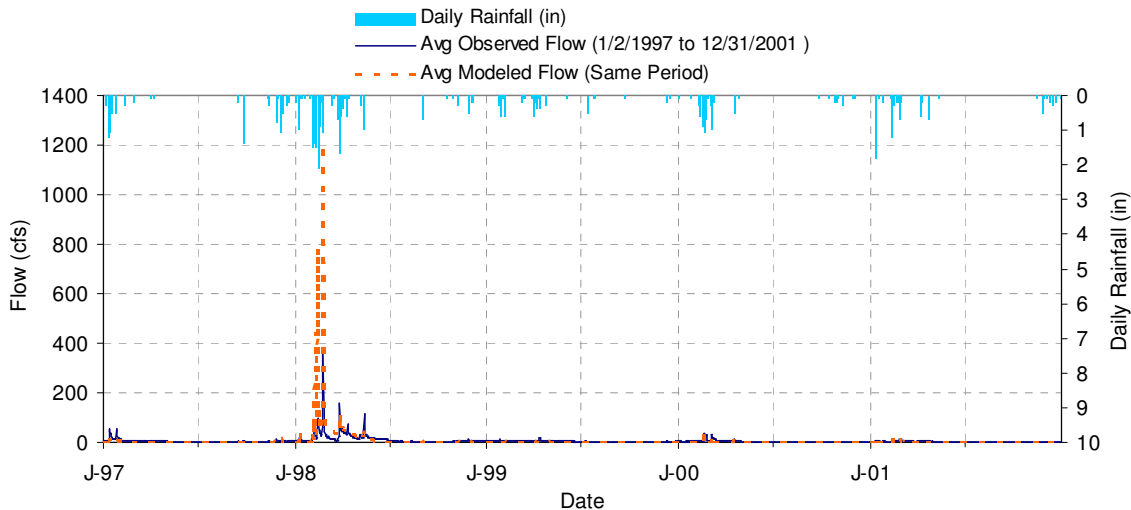 Daily Rainfall (in)
Avg Observed Flow (1/2/1997 to 12/31/2001 )
Avg Modeled Flow (Same Period)
1400
1200
1000
800
600
400
200
0
Flow (cfs)
0
1
2
3
4
5
6
7
8
9
10
Daily Rainfall (in)
J-97
J-98
J-99
J-00
J-01
Date